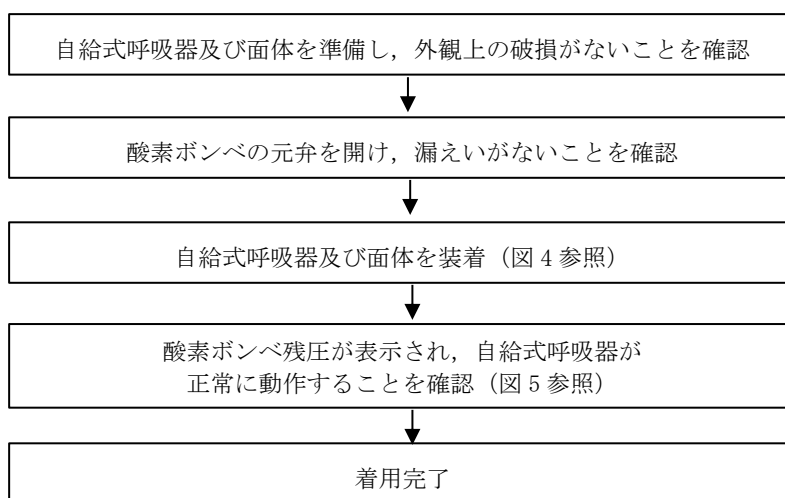 自給式呼吸器及び面体を準備し，外観上の破損がないことを確認
酸素ボンベの元弁を開け，漏えいがないことを確認
自給式呼吸器及び面体を装着（図４参照）
酸素ボンベ残圧が表示され，自給式呼吸器が
正常に動作することを確認（図５参照）
着用完了